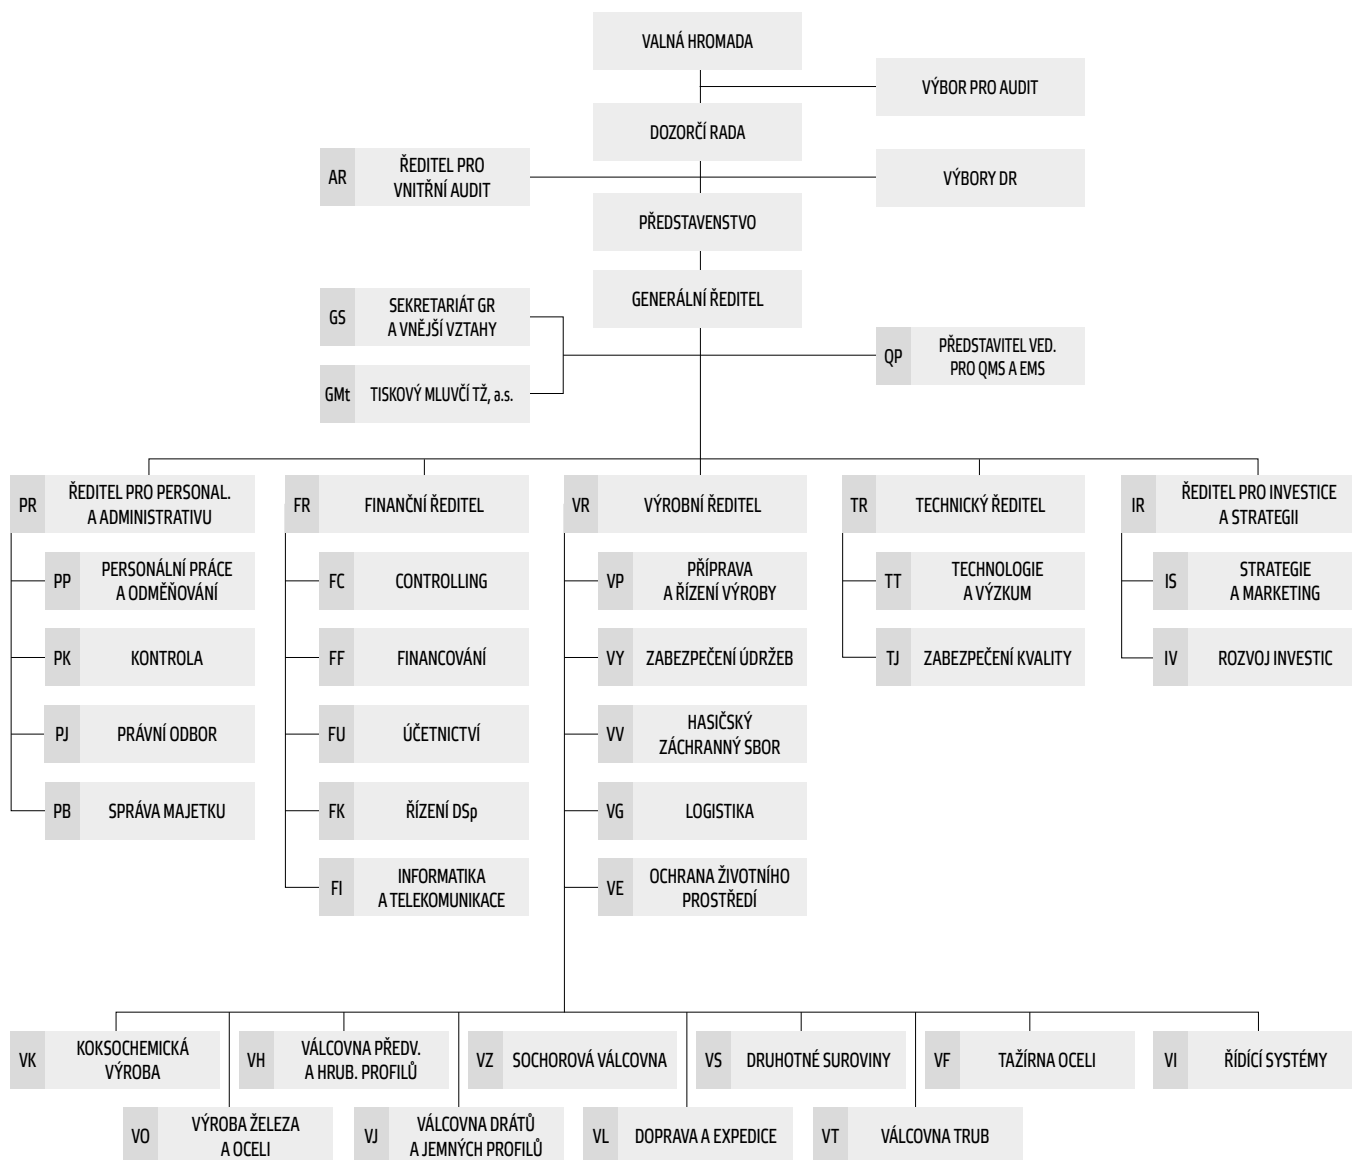 VALNÁ HROMADA
VÝBOR PRO AUDIT
DOZORČÍ RADA
AR
ŘEDITEL PRO
VNITŘNÍ AUDIT
VÝBORY DR
PŘEDSTAVENSTVO
GENERÁLNÍ ŘEDITEL
GS
SEKRETARIÁT GR
A VNĚJŠÍ VZTAHY
QP
PŘEDSTAVITEL VED.
PRO QMS A EMS
GMt
TISKOVÝ MLUVČÍ TŽ, a.s.
PR
ŘEDITEL PRO PERSONAL.
A ADMINISTRATIVU
FR
FINANČNÍ ŘEDITEL
VR
VÝROBNÍ ŘEDITEL
TR
TECHNICKÝ ŘEDITEL
IR
ŘEDITEL PRO INVESTICE
A STRATEGII
PP
PERSONÁLNÍ PRÁCE
A ODMĚŇOVÁNÍ
FC
CONTROLLING
VP
PŘÍPRAVA
A ŘÍZENÍ VÝROBY
TT
TECHNOLOGIE
A VÝZKUM
IS
STRATEGIE
A MARKETING
PK
KONTROLA
FF
FINANCOVÁNÍ
VY
ZABEZPEČENÍ ÚDRŽEB
TJ
ZABEZPEČENÍ KVALITY
IV
ROZVOJ INVESTIC
PJ
PRÁVNÍ ODBOR
FU
ÚČETNICTVÍ
VV
HASIČSKÝ
ZÁCHRANNÝ SBOR
PB
SPRÁVA MAJETKU
FK
ŘÍZENÍ DSp
VG
LOGISTIKA
FI
INFORMATIKA
A TELEKOMUNIKACE
VE
OCHRANA ŽIVOTNÍHO
PROSTŘEDÍ
VK
KOKSOCHEMICKÁ
VÝROBA
VH
VÁLCOVNA PŘEDV.
A HRUB. PROFILŮ
VZ
SOCHOROVÁ VÁLCOVNA
VS
DRUHOTNÉ SUROVINY
VF
TAŽÍRNA OCELI
VI
ŘÍDÍCÍ SYSTÉMY
VO
VÝROBA ŽELEZA
A OCELI
VJ
VÁLCOVNA DRÁTŮ
A JEMNÝCH PROFILŮ
VL
DOPRAVA A EXPEDICE
VT
VÁLCOVNA TRUB